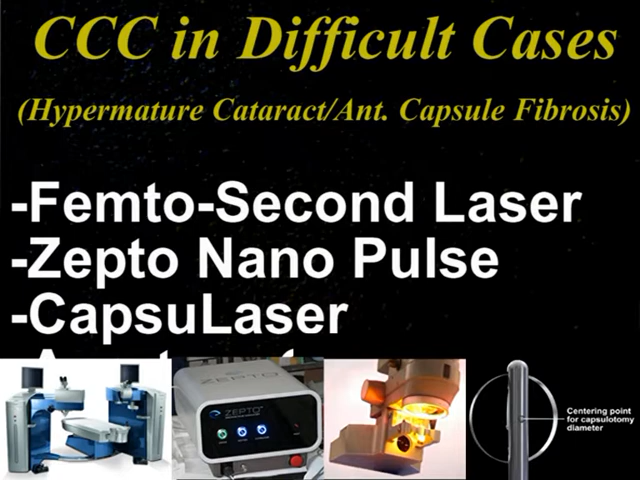 CCC in Difficult Cases
(Hypermature Cataract/Ant. Capsule Fibrosis)
-Femto-Second Laser
-Zepto Nano Pulse
-CapsuLaser
ZEPTO
ZEPTO
Centering point
for capsulotomy
diameter